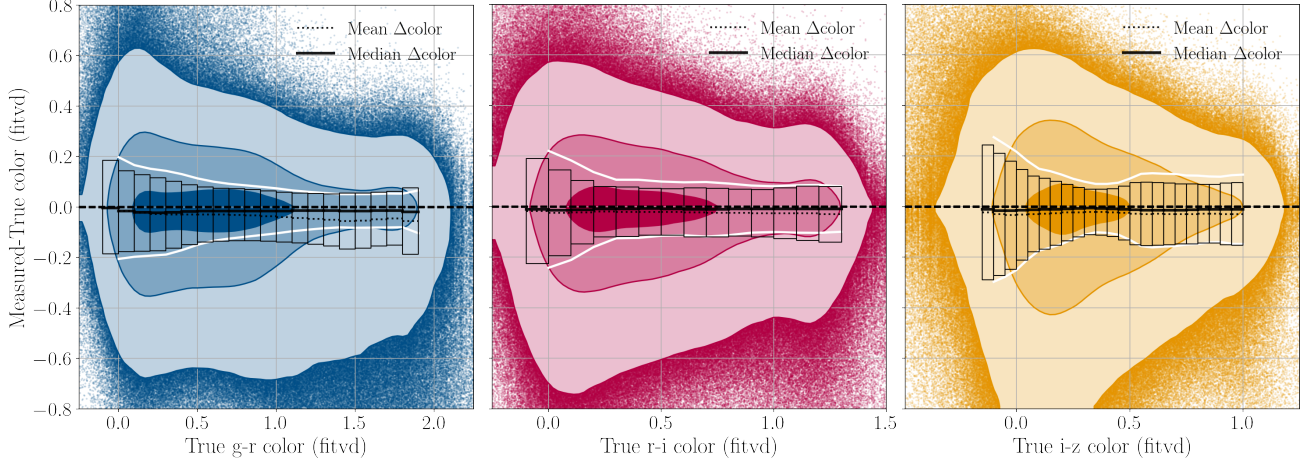 Measured-True color (fitvd)
0.8
0.6
0.4
0.2
0.0
−0.2
−0.4
−0.6
−0.8
Mean Δcolor
Median Δcolor
0.0 0.5 1.0 1.5 2.0
True g-r color (fitvd)
Mean Δcolor
Median Δcolor
0.0 0.5 1.0 1.5
True r-i color (fitvd)
Mean Δcolor
Median Δcolor
0.0 0.5 1.0
True i-z color (fitvd)